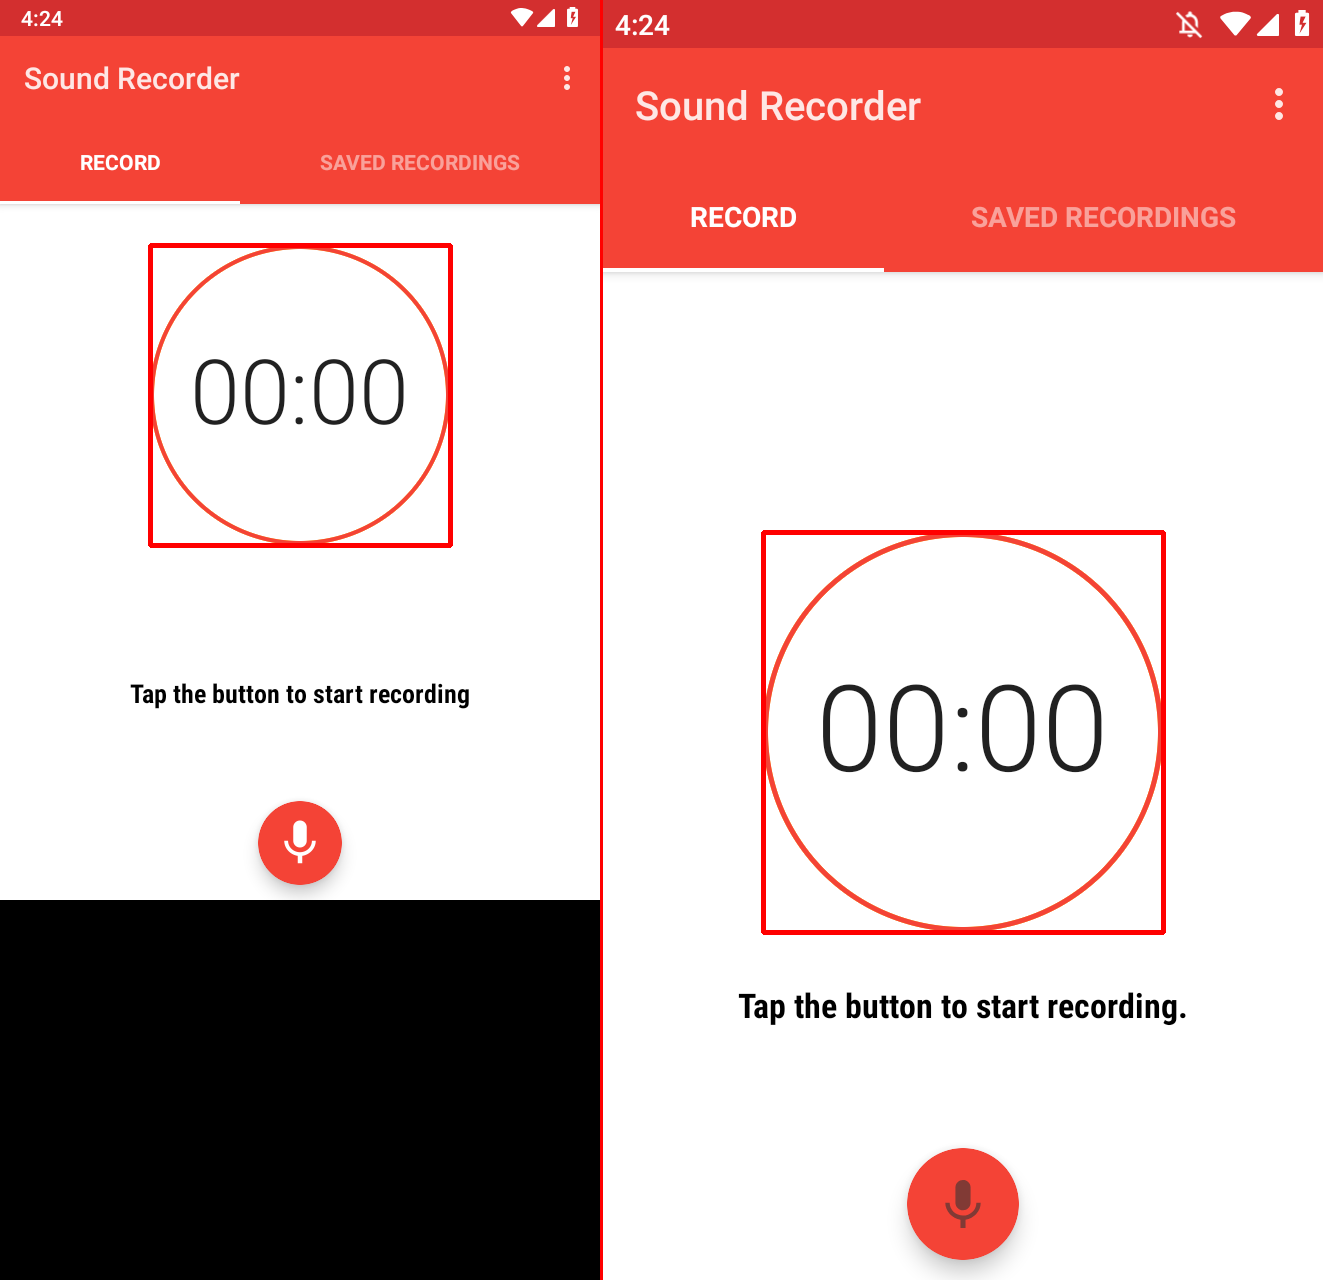 4:24
Sound Recorder
RECORD
SAVED RECORDINGS
00:00
Tap the button to start recording
4:24
Sound Recorder
RECORD
SAVED RECORDINGS
00:00
Tap the button to start recording.